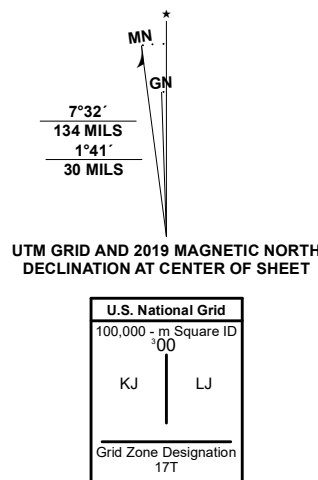 ★
MN
GN
7°32´
134 MILS
1°41´
30 MILS
UTM GRID AND 2019 MAGNETIC NORTH
DECLINATION AT CENTER OF SHEET
U.S. National Grid
100,000 - m Square ID
³00
KJ LJ
Grid Zone Designation
17T